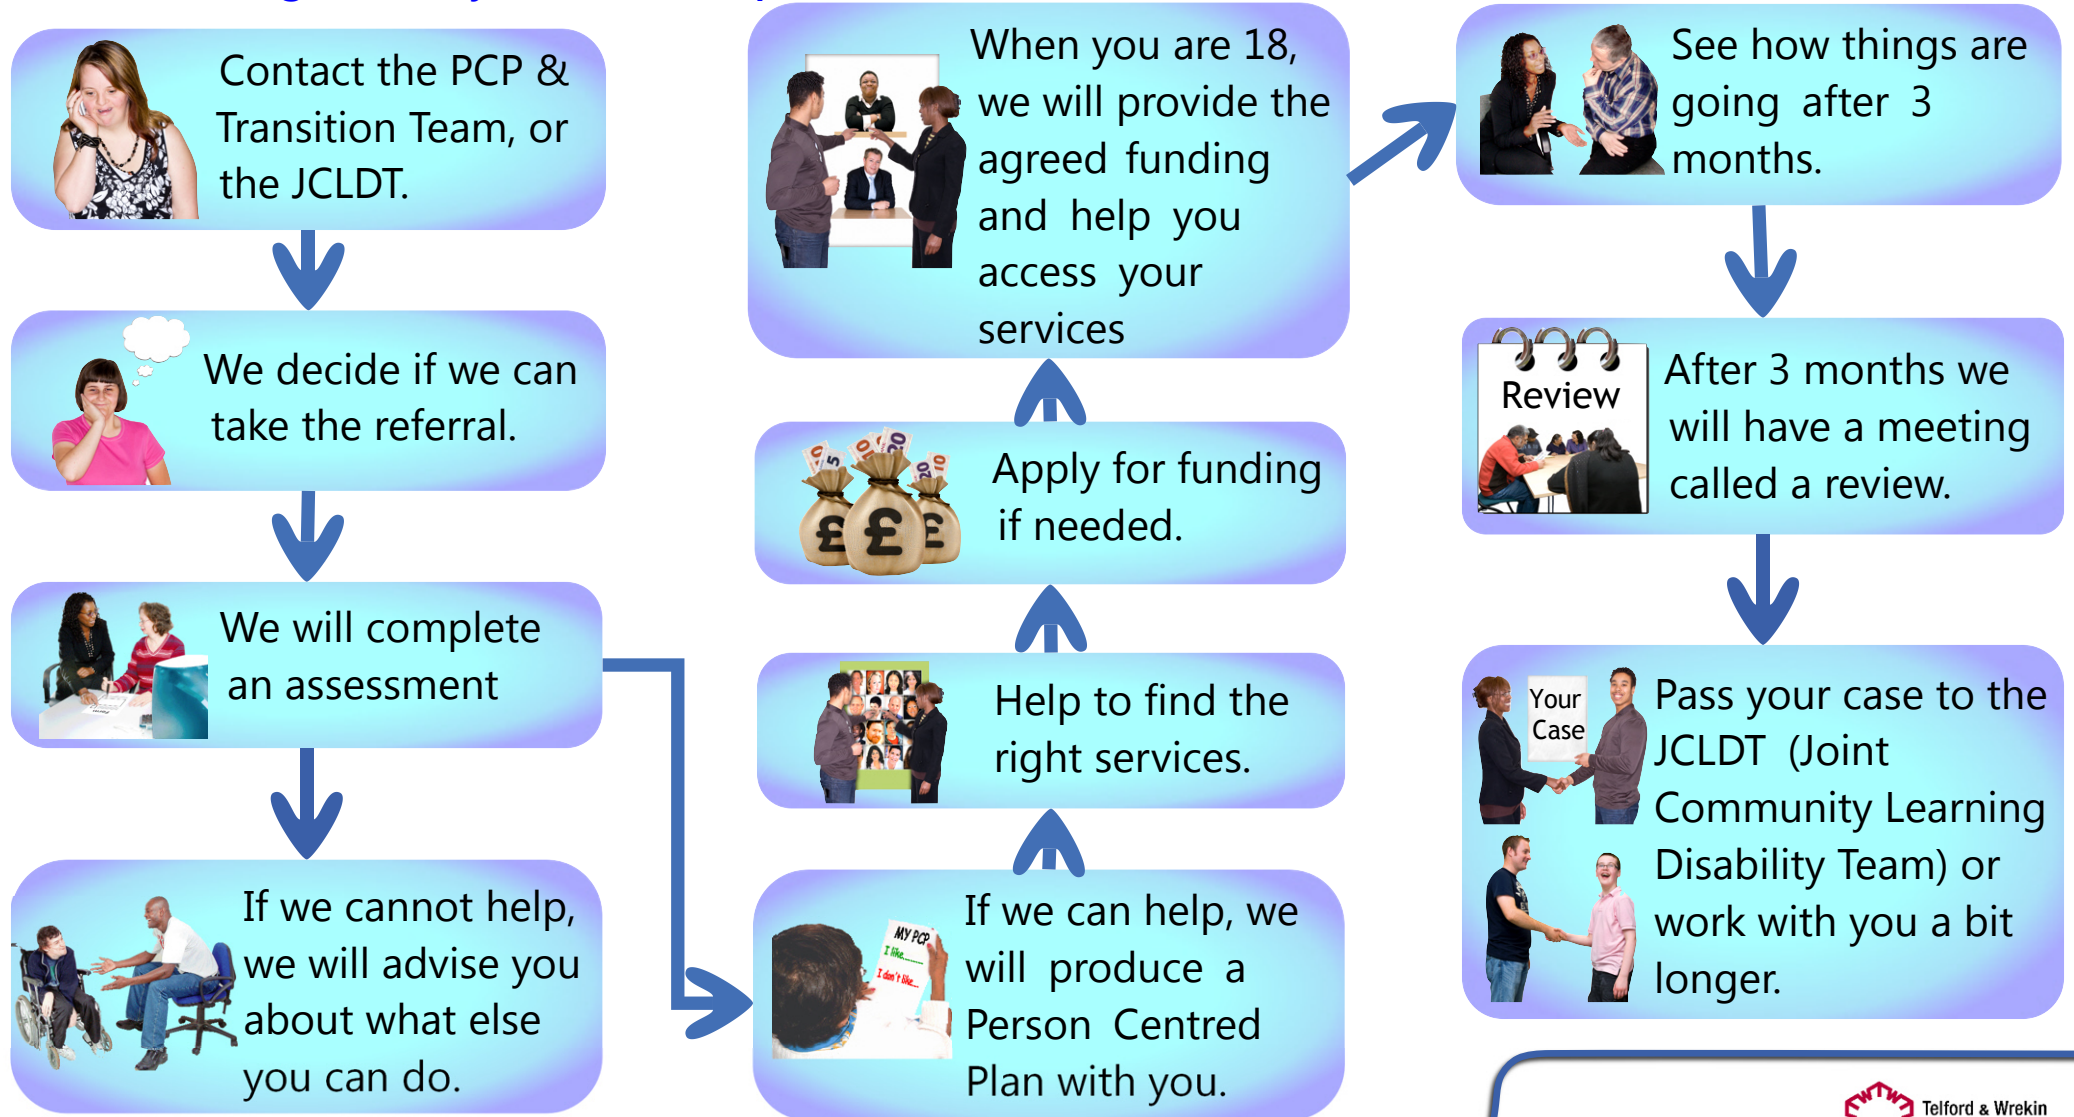 Contact the PCP &
Transition Team, or
the JCLDT.
We decide if we can
take the referral.
We will complete
an assessment
If we cannot help,
we will advise you
about what else
you can do.
MY PCP
I like.........
I don't like...
If we can help, we
will produce a
Person Centred
Plan with you.
Help to find the
right services.
Apply for funding
if needed.
When you are 18,
we will provide the
agreed funding
and help you
access your
services
See how things are
going after 3
months.
Review
After 3 months we
will have a meeting
called a review.
Your
Case
Pass your case to the
JCLDT (Joint
Community Learning
Disability Team) or
work with you a bit
longer.
Telford & Wrekin